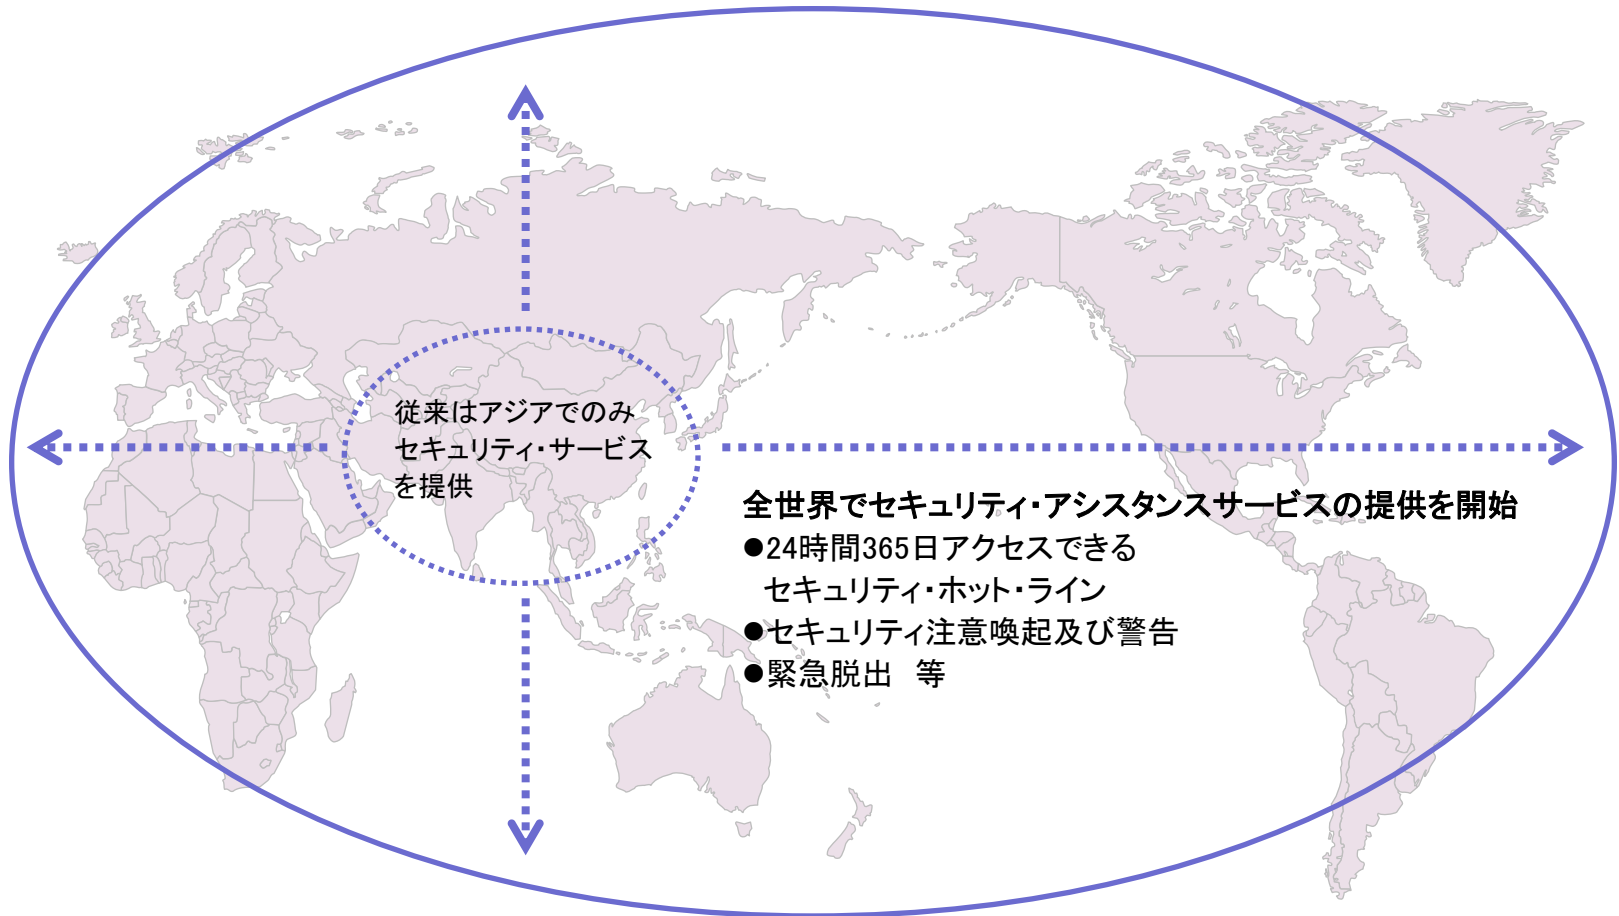 従来はアジアでのみ
セキュリティ・サービス
を提供
全世界でセキュリティ・アシスタンスサービスの提供を開始
●24時間365日アクセスできる
セキュリティ・ホット・ライン
●セキュリティ注意喚起及び警告
●緊急脱出　等